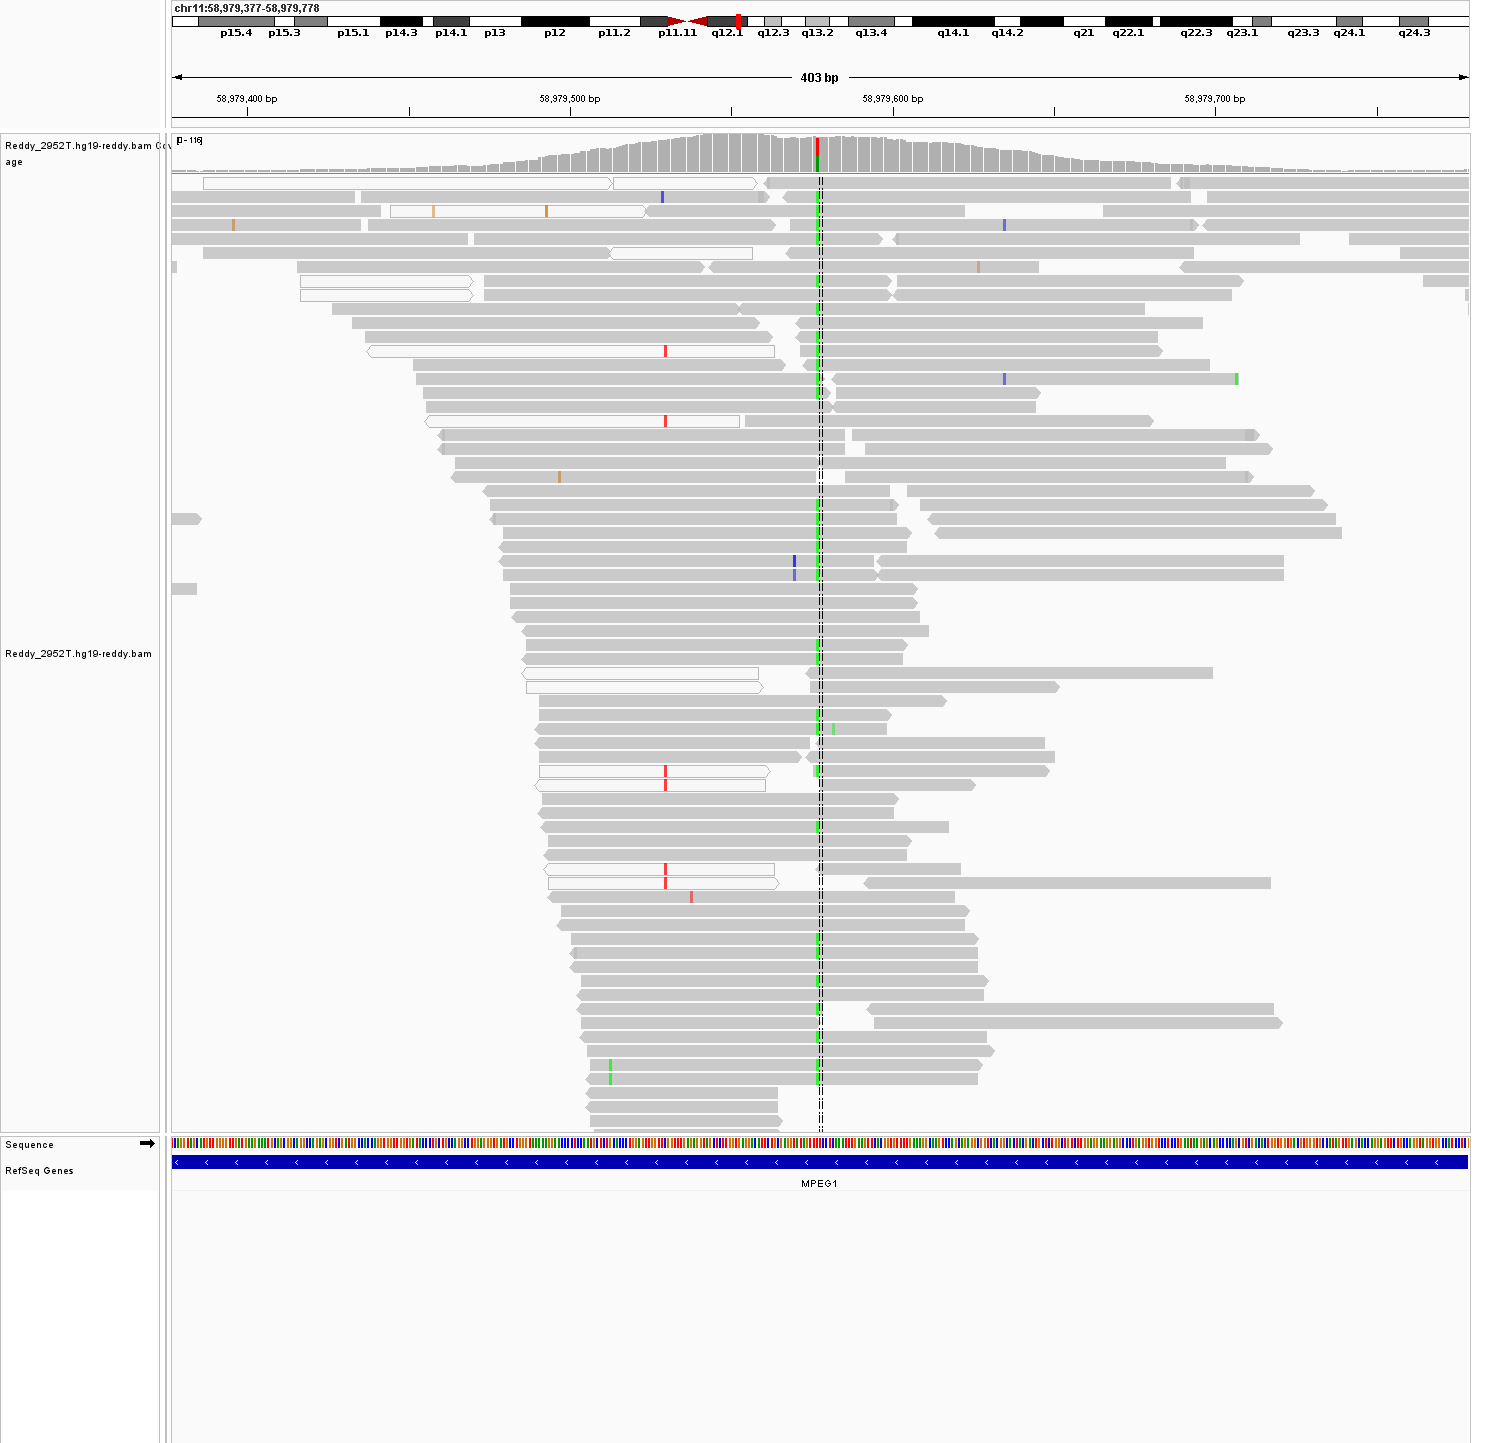 chr11:58,979,377-58,979,778
p15.4 p15.3 p15.1 p14.3 p14.1 p13 p12 p11.2 p11.11 q12.1 q12.3 q13.2 q13.4 q14.1 q14.2 q21 q22.1 q22.3 q23.1 q23.3 q24.1 q24.3
403 bp
58,979,400 bp 58,979,500 bp 58,979,600 bp 58,979,700 bp
[0 - 116]
Reddy_2952T.hg19-reddy.bam Cov
age
Reddy_2952T.hg19-reddy.bam
Sequence
RefSeq Genes
MPEG1